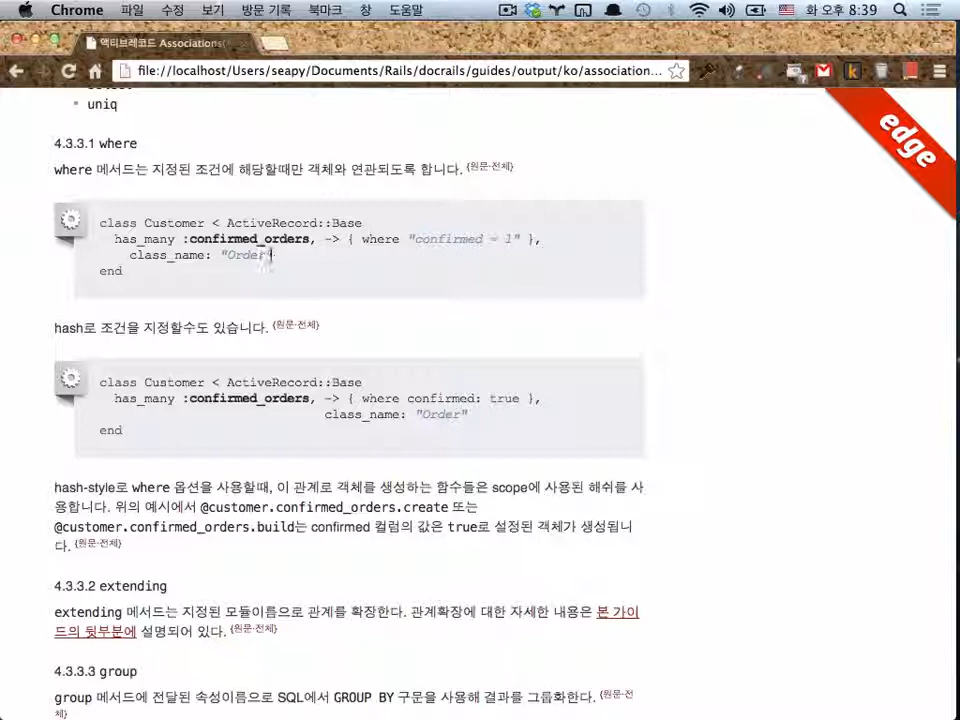 Chrome 파일 수정 보기 방문 기록 북마크 창 도움말 화 오후 8:39
액티브레코드 Associations
file://localhost/Users/seapy/Documents/Rails/docrails/guides/output/ko/association...
edge
uniq
4.3.3.1 where
where 메서드는 지정된 조건에 해당할때만 객체와 연관되도록 합니다. {원문·전체}
class Customer < ActiveRecord::Base
has_many :confirmed_orders, -> { where "confirmed = 1" },
class_name: "Order"
end
hash로 조건을 지정할수도 있습니다. {원문·전체}
class Customer < ActiveRecord::Base
has_many :confirmed_orders, -> { where confirmed: true },
class_name: "Order"
end
hash-style로 where 옵션을 사용할때, 이 관계로 객체를 생성하는 함수들은 scope에 사용된 해쉬를 사
용합니다. 위의 예시에서 @customer.confirmed_orders.create 또는
@customer.confirmed_orders.build는 confirmed 컬럼의 값은 true로 설정된 객체가 생성됩니
다. {원문·전체}
4.3.3.2 extending
extending 메서드는 지정된 모듈이름으로 관계를 확장한다. 관계확장에 대한 자세한 내용은 본 가이
드의 뒷부분에 설명되어 있다. {원문·전체}
4.3.3.3 group
group 메서드에 전달된 속성이름으로 SQL에서 GROUP BY 구문을 사용해 결과를 그룹화한다. {원문·전
체}